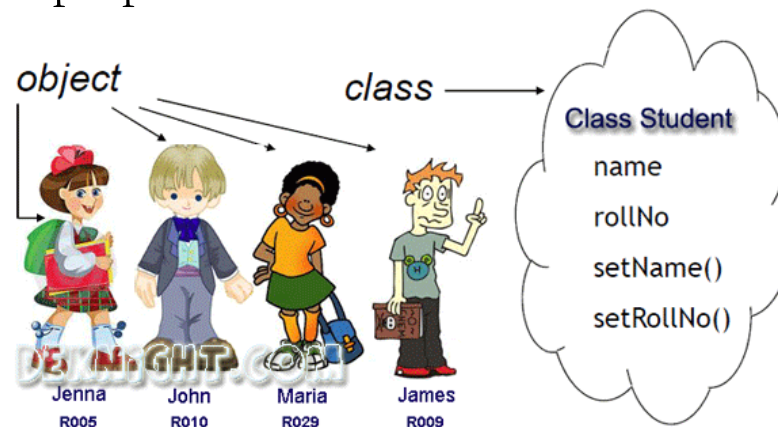 object
class
Class Student
name
rollNo
setName()
setRollNo()
Jenna
John
Maria
James
R005
R010
R029
R009